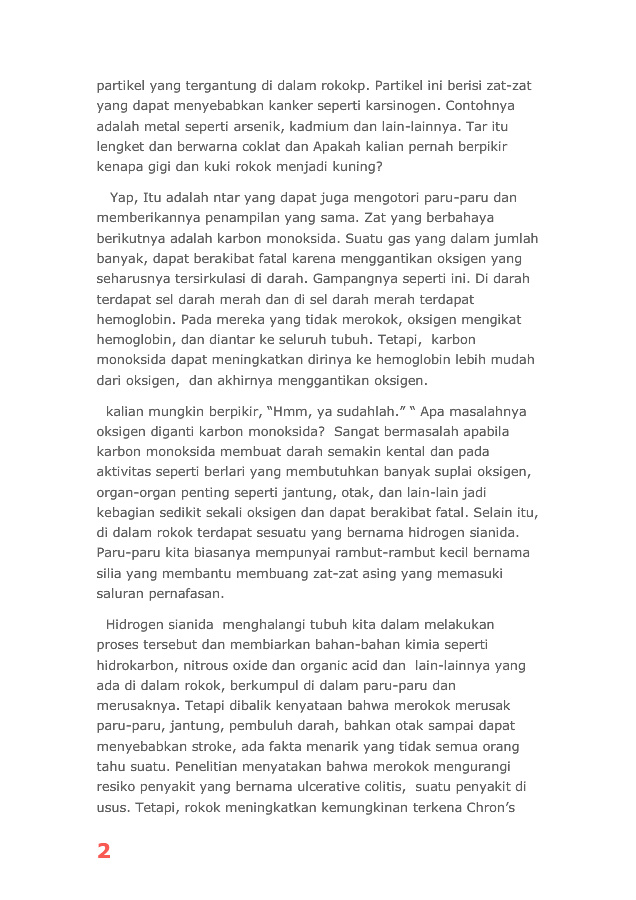 partikel yang tergantung di dalam rokokp. Partikel ini berisi zat-zat
yang dapat menyebabkan kanker seperti karsinogen. Contohnya
adalah metal seperti arsenik, kadmium dan lain-lainnya. Tar itu
lengket dan berwarna coklat dan Apakah kalian pernah berpikir
kenapa gigi dan kuki rokok menjadi kuning?
Yap, Itu adalah ntar yang dapat juga mengotori paru-paru dan
memberikannya penampilan yang sama. Zat yang berbahaya
berikutnya adalah karbon monoksida. Suatu gas yang dalam jumlah
banyak, dapat berakibat fatal karena menggantikan oksigen yang
seharusnya tersirkulasi di darah. Gampangnya seperti ini. Di darah
terdapat sel darah merah dan di sel darah merah terdapat
hemoglobin. Pada mereka yang tidak merokok, oksigen mengikat
hemoglobin, dan diantar ke seluruh tubuh. Tetapi,  karbon
monoksida dapat meningkatkan dirinya ke hemoglobin lebih mudah
dari oksigen,  dan akhirnya menggantikan oksigen.
kalian mungkin berpikir, “Hmm, ya sudahlah.” “ Apa masalahnya
oksigen diganti karbon monoksida?  Sangat bermasalah apabila
karbon monoksida membuat darah semakin kental dan pada
aktivitas seperti berlari yang membutuhkan banyak suplai oksigen,
organ-organ penting seperti jantung, otak, dan lain-lain jadi
kebagian sedikit sekali oksigen dan dapat berakibat fatal. Selain itu,
di dalam rokok terdapat sesuatu yang bernama hidrogen sianida.
Paru-paru kita biasanya mempunyai rambut-rambut kecil bernama
silia yang membantu membuang zat-zat asing yang memasuki
saluran pernafasan.
Hidrogen sianida  menghalangi tubuh kita dalam melakukan
proses tersebut dan membiarkan bahan-bahan kimia seperti
hidrokarbon, nitrous oxide dan organic acid dan  lain-lainnya yang
ada di dalam rokok, berkumpul di dalam paru-paru dan
merusaknya. Tetapi dibalik kenyataan bahwa merokok merusak
paru-paru, jantung, pembuluh darah, bahkan otak sampai dapat
menyebabkan stroke, ada fakta menarik yang tidak semua orang
tahu suatu. Penelitian menyatakan bahwa merokok mengurangi
resiko penyakit yang bernama ulcerative colitis,  suatu penyakit di
usus. Tetapi, rokok meningkatkan kemungkinan terkena Chron’s
2